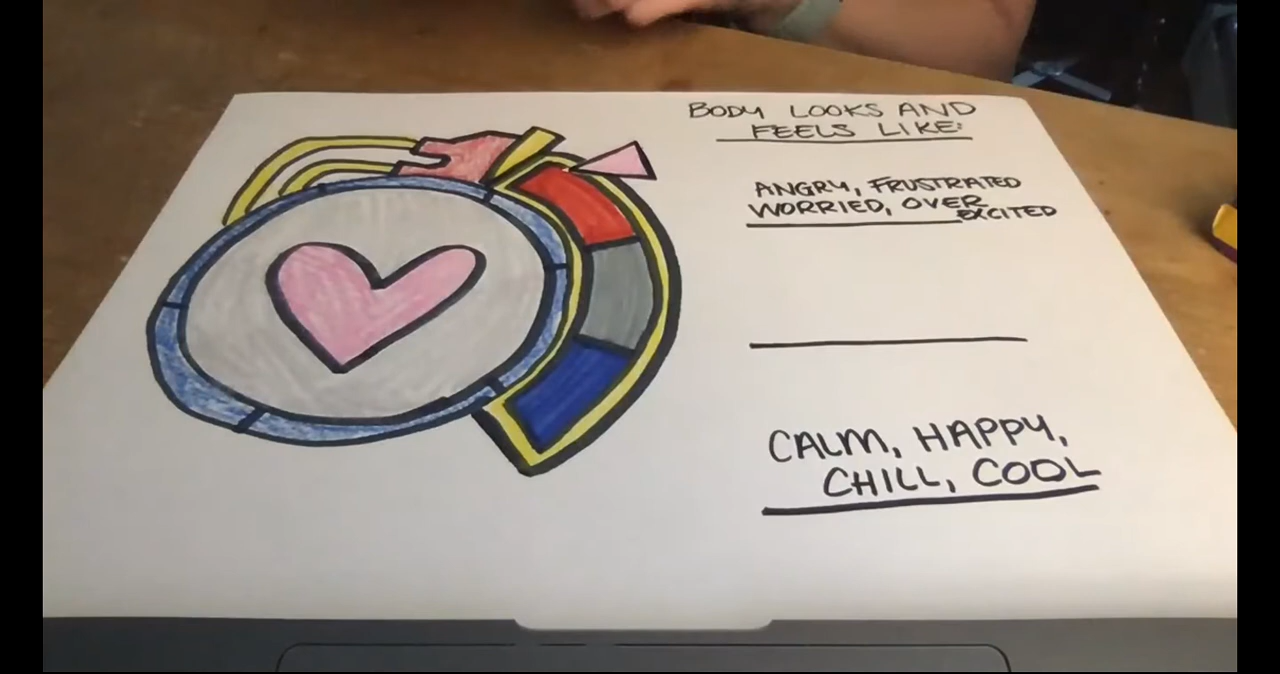 BODY LOOKS AND
FEELS LIKE:
ANGRY, FRUSTRATED
WORRIED, OVER
EXCITED
CALM, HAPPY,
CHILL, COOL